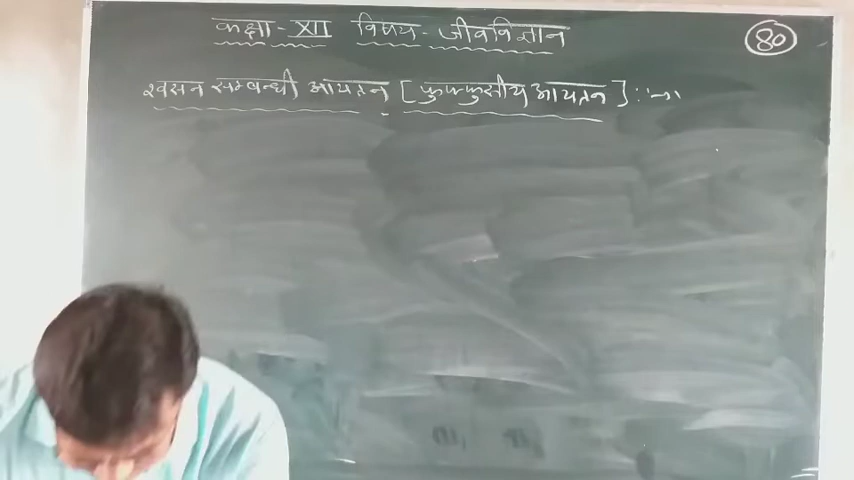 कक्षा - XII विषय - जीवविज्ञान
80
श्वसन सम्बन्धी आयतन [फुफ्फुसीय आयतन] :-